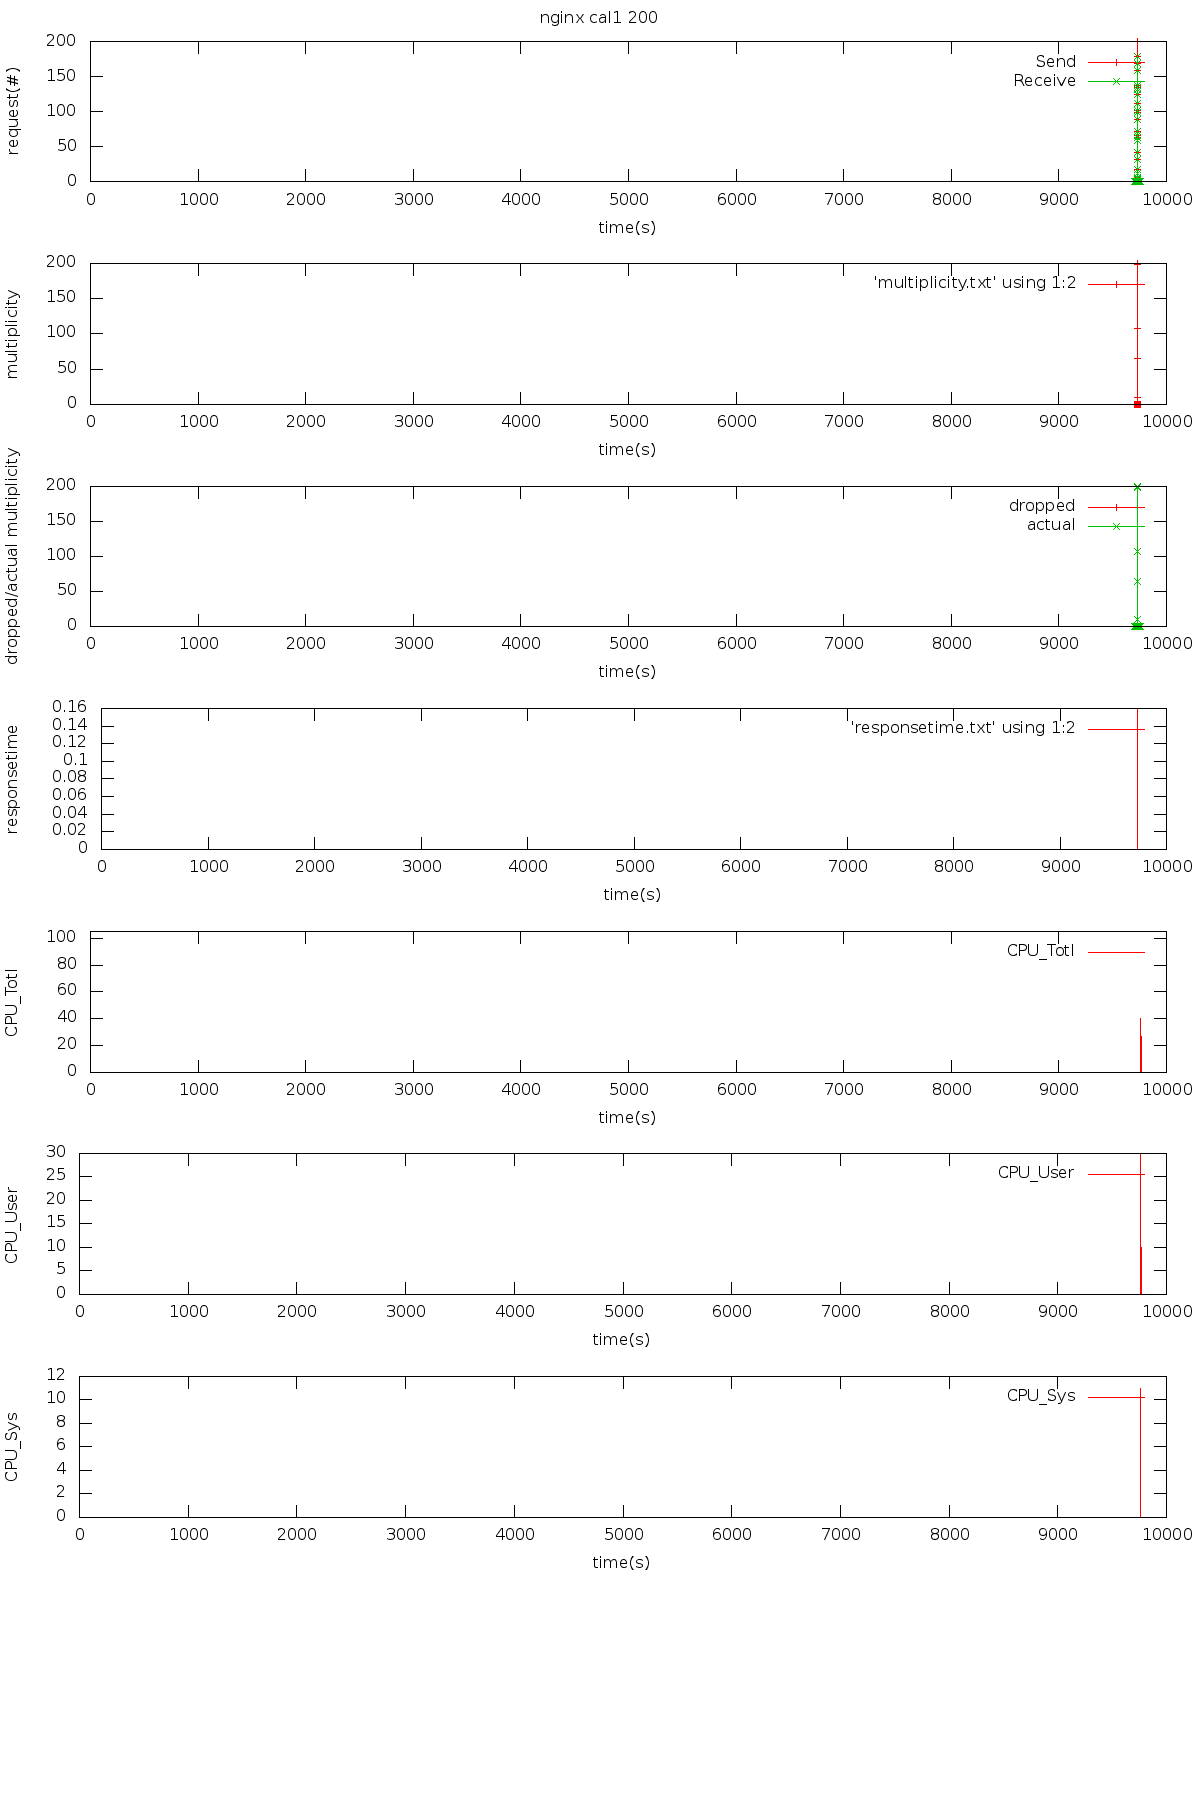 nginx cal1 200
200
150
100
50
0
request(#)
Send
Receive
0 1000 2000 3000 4000 5000 6000 7000 8000 9000 10000
time(s)
200
150
100
50
0
multiplicity
'multiplicity.txt' using 1:2
0 1000 2000 3000 4000 5000 6000 7000 8000 9000 10000
time(s)
200
150
100
50
0
dropped/actual multiplicity
dropped
actual
0 1000 2000 3000 4000 5000 6000 7000 8000 9000 10000
time(s)
0.16
0.14
0.12
0.1
0.08
0.06
0.04
0.02
0
responsetime
'responsetime.txt' using 1:2
0 1000 2000 3000 4000 5000 6000 7000 8000 9000 10000
time(s)
100
80
60
40
20
0
CPU_Totl
CPU_Totl
0 1000 2000 3000 4000 5000 6000 7000 8000 9000 10000
time(s)
30
25
20
15
10
5
0
CPU_User
CPU_User
0 1000 2000 3000 4000 5000 6000 7000 8000 9000 10000
time(s)
12
10
8
6
4
2
0
CPU_Sys
CPU_Sys
0 1000 2000 3000 4000 5000 6000 7000 8000 9000 10000
time(s)